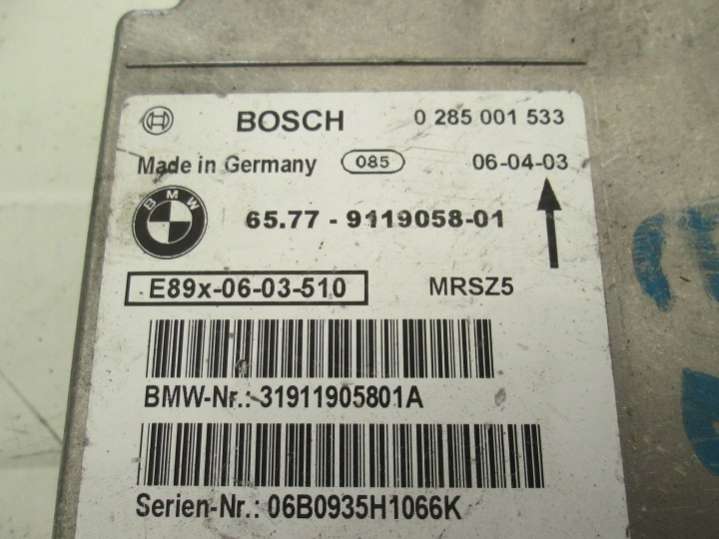 BOSCH 0 285 001 533
Made in Germany 085 06-04-03
BMW 65.77 - 9119058-01
E89x-06-03-510 MRSZ5
BMW-Nr.: 31911905801A
Serien-Nr.: 06B0935H1066K